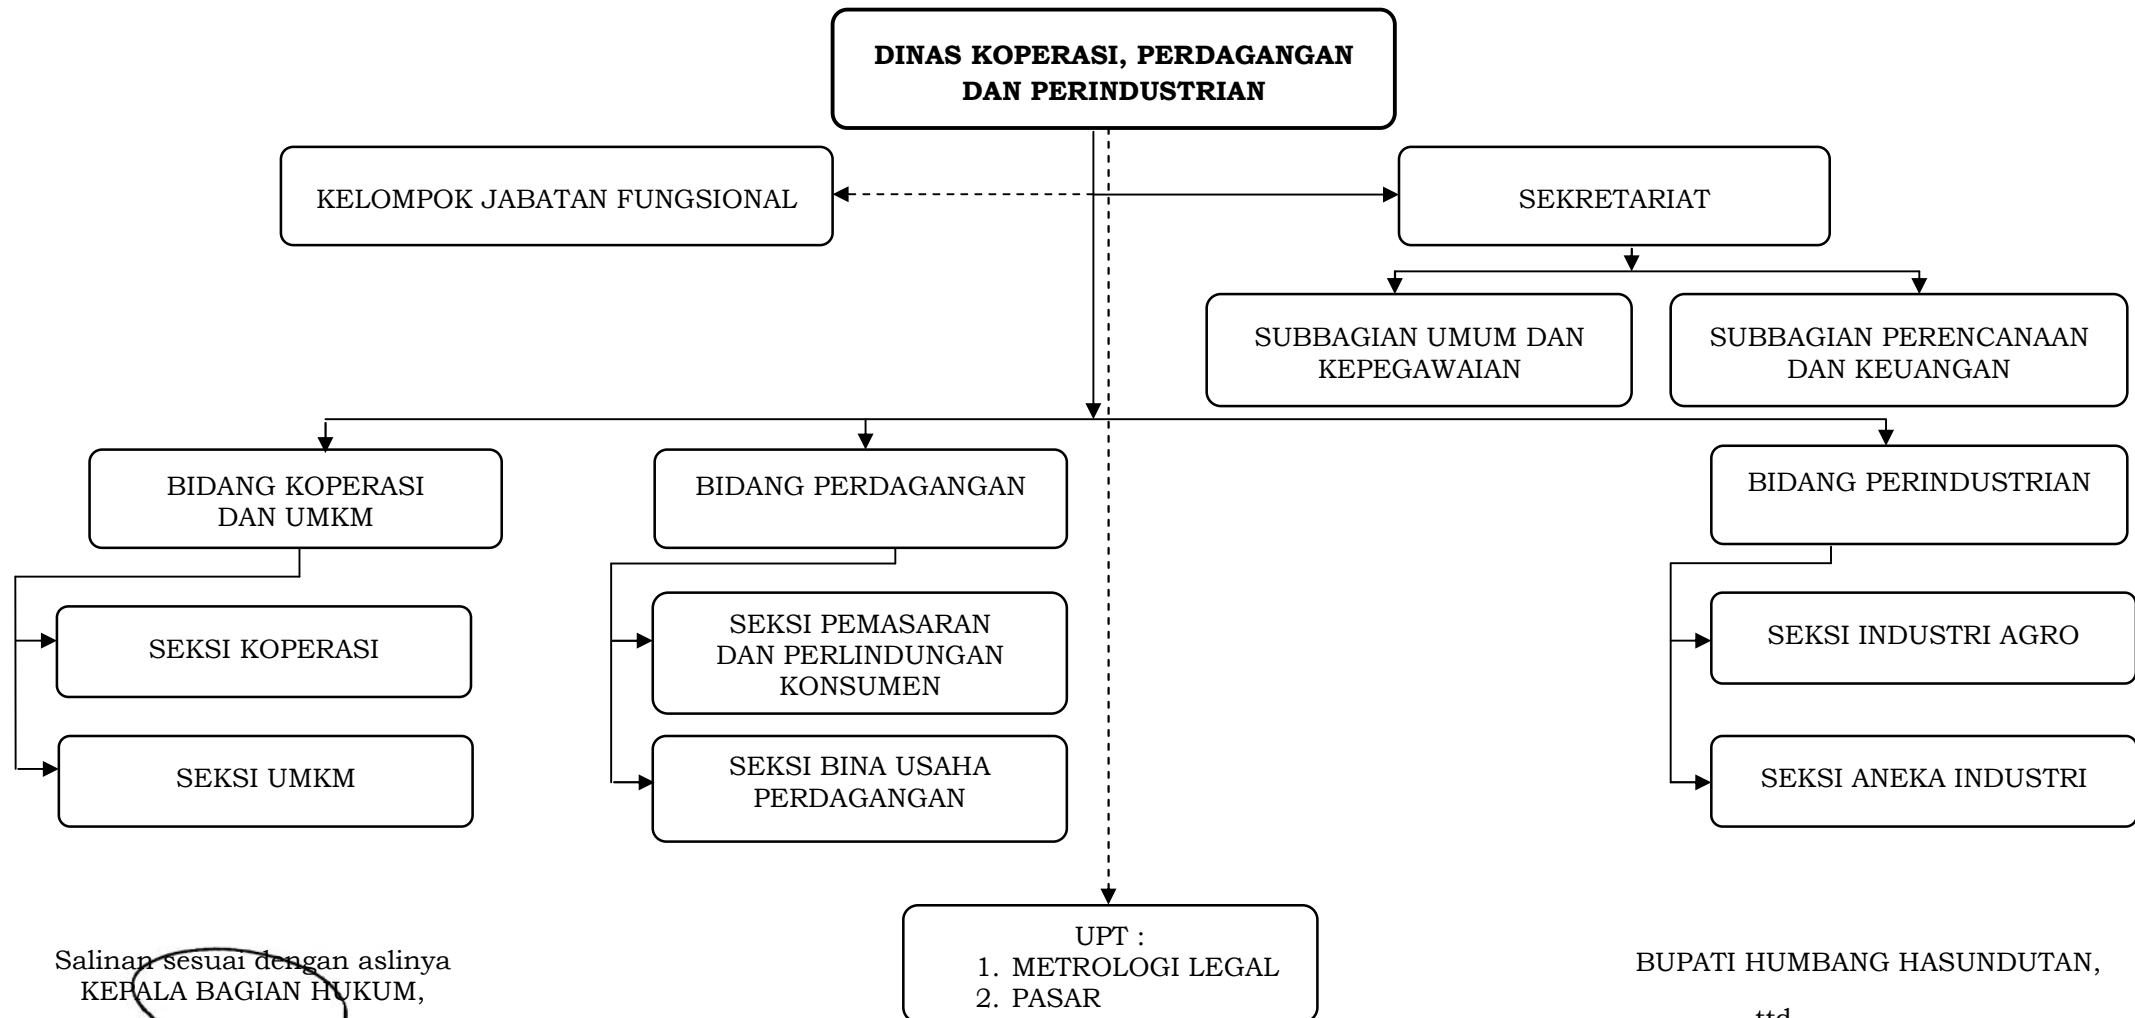 DINAS KOPERASI, PERDAGANGAN
DAN PERINDUSTRIAN
KELOMPOK JABATAN FUNGSIONAL
SEKRETARIAT
SUBBAGIAN UMUM DAN
KEPEGAWAIAN
SUBBAGIAN PERENCANAAN
DAN KEUANGAN
BIDANG KOPERASI
DAN UMKM
BIDANG PERDAGANGAN
BIDANG PERINDUSTRIAN
SEKSI KOPERASI
SEKSI PEMASARAN
DAN PERLINDUNGAN
KONSUMEN
SEKSI INDUSTRI AGRO
SEKSI UMKM
SEKSI BINA USAHA
PERDAGANGAN
SEKSI ANEKA INDUSTRI
UPT :
1. METROLOGI LEGAL
2. PASAR
Salinan sesuai dengan aslinya
KEPALA BAGIAN HUKUM,
BUPATI HUMBANG HASUNDUTAN,
ttd